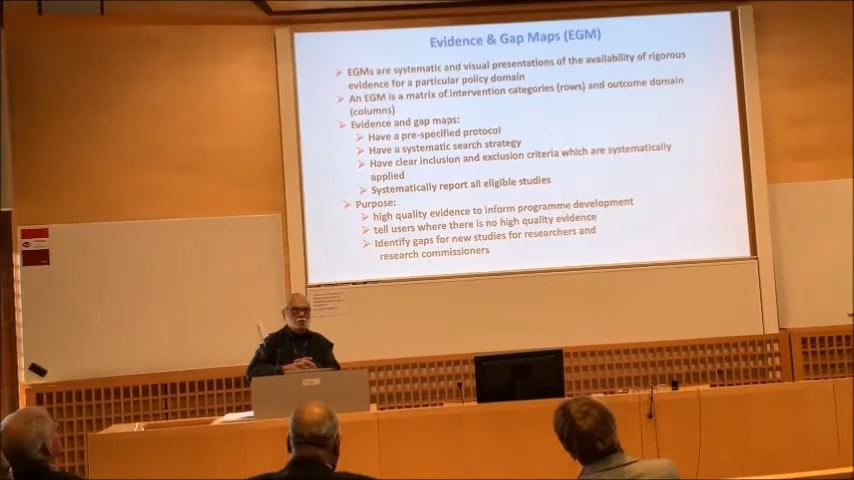 Evidence & Gap Maps (EGM)
EGMs are systematic and visual presentations of the availability of rigorous
evidence for a particular policy domain
An EGM is a matrix of intervention categories (rows) and outcome domain
(columns)
Evidence and gap maps:
Have a pre-specified protocol
Have a systematic search strategy
Have clear inclusion and exclusion criteria which are systematically
applied
Systematically report all eligible studies
Purpose:
high quality evidence to inform programme development
tell users where there is no high quality evidence
Identify gaps for new studies for researchers and
research commissioners